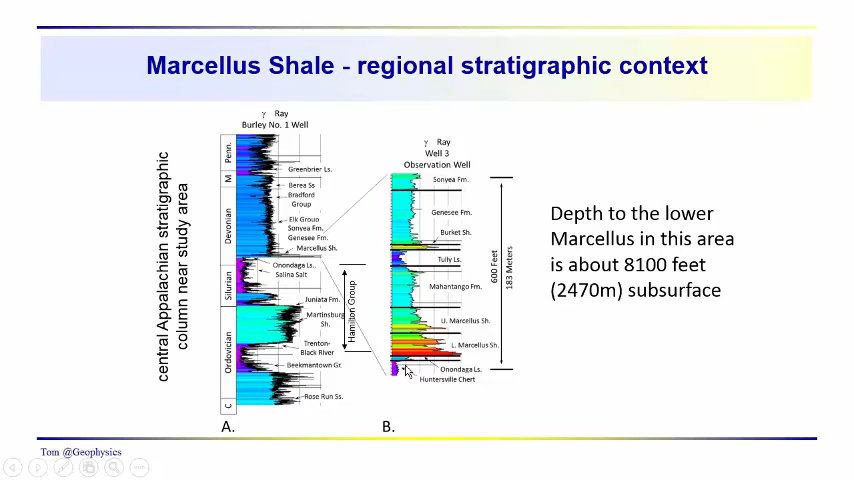 Marcellus Shale - regional stratigraphic context
γ Ray
Burley No. 1 Well
central Appalachian stratigraphic
column near study area
Penn.
M
Devonian
Silurian
Ordovician
C
Greenbrier Ls.
Berea Ss
Bradford
Group
Elk Group
Sonyea Fm.
Genesee Fm.
Marcellus Sh.
Onondaga Ls..
Salina Salt
Juniata Fm.
Martinsburg
Sh.
Trenton-
Black River
Beekmantown Gr.
Rose Run Ss.
A.
Hamilton Group
γ Ray
Well 3
Observation Well
Sonyea Fm.
Genesee Fm.
Burket Sh.
Tully Ls.
Mahantango Fm.
U. Marcellus Sh.
L. Marcellus Sh.
Onondaga Ls.
Huntersville Chert
B.
600 Feet
183 Meters
Depth to the lower
Marcellus in this area
is about 8100 feet
(2470m) subsurface
Tom @Geophysics